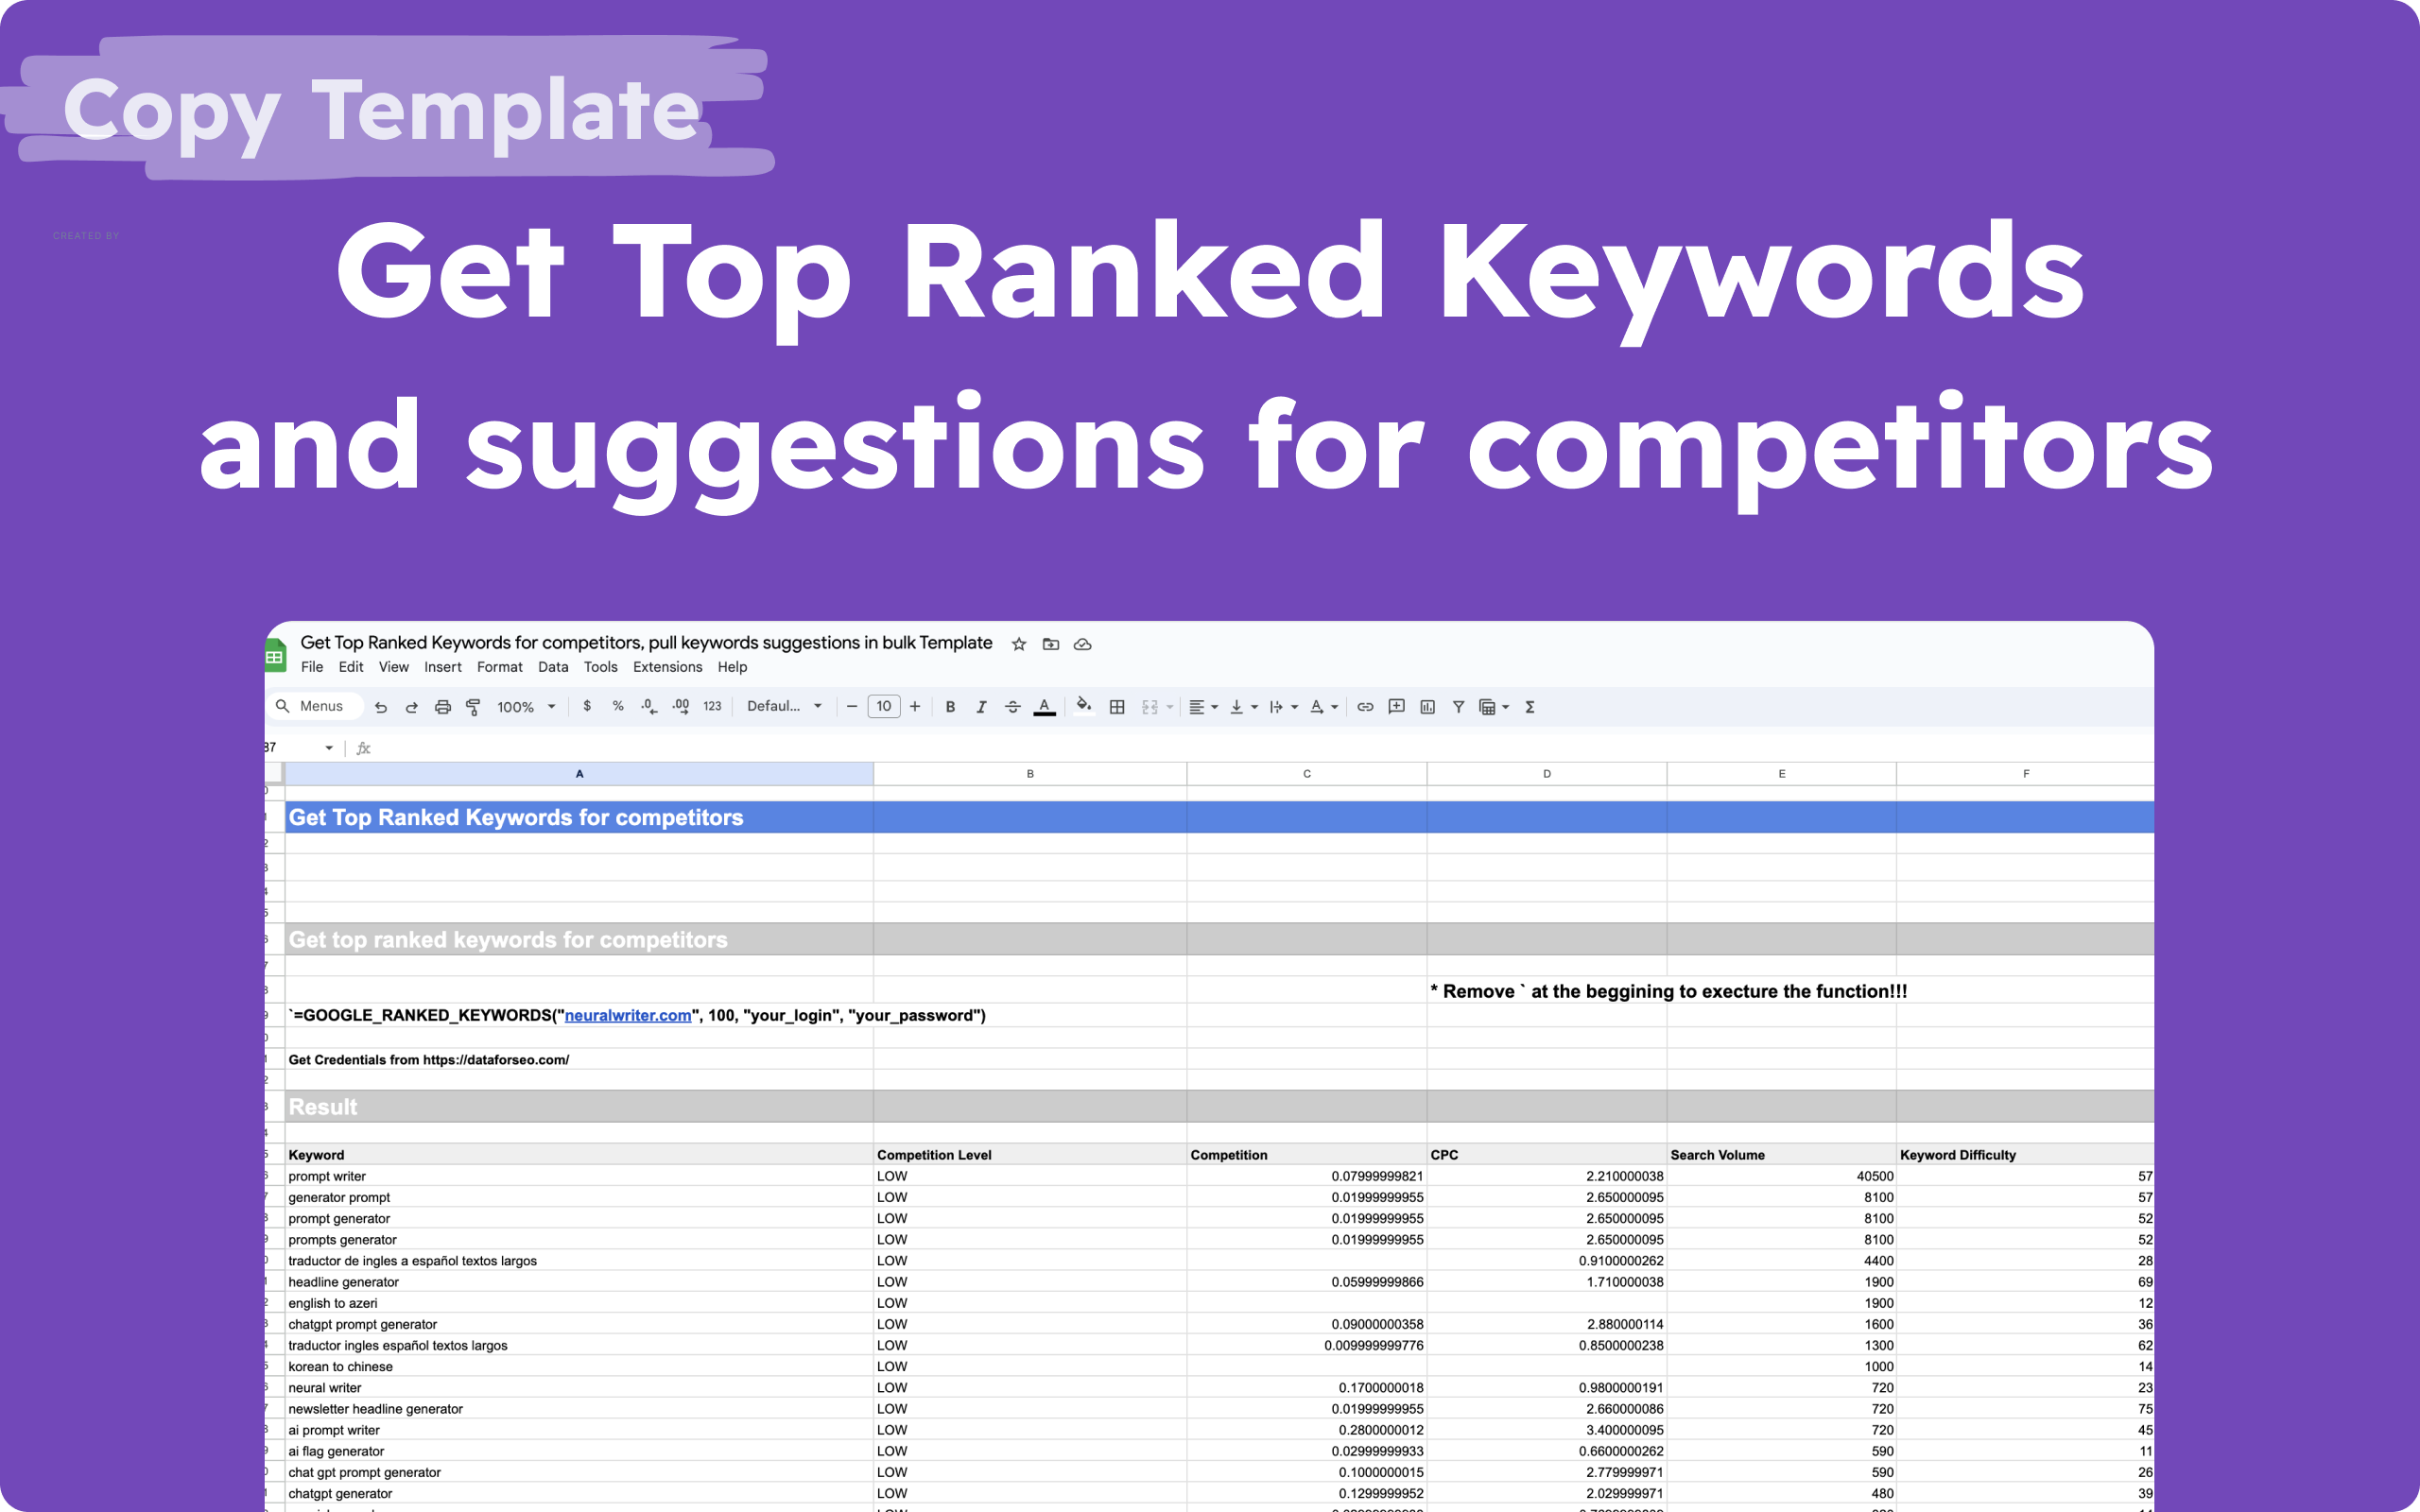 Copy Template
CREATED BY
Get Top Ranked Keywords
and suggestions for competitors
Get Top Ranked Keywords for competitors, pull keywords suggestions in bulk Template
File Edit View Insert Format Data Tools Extensions Help
Menus 100% $ % .0 .00 123 Defaul... 10 B I A
37 fx
A B C D E F
Get Top Ranked Keywords for competitors
Get top ranked keywords for competitors
* Remove ` at the beggining to execture the function!!!
`=GOOGLE_RANKED_KEYWORDS("neuralwriter.com", 100, "your_login", "your_password")
Get Credentials from https://dataforseo.com/
Result
Keyword Competition Level Competition CPC Search Volume Keyword Difficulty
prompt writer LOW 0.07999999821 2.210000038 40500 57
generator prompt LOW 0.01999999955 2.650000095 8100 57
prompt generator LOW 0.01999999955 2.650000095 8100 52
prompts generator LOW 0.01999999955 2.650000095 8100 52
traductor de ingles a español textos largos LOW 0.9100000262 4400 28
headline generator LOW 0.05999999866 1.710000038 1900 69
english to azeri LOW 1900 12
chatgpt prompt generator LOW 0.09000000358 2.880000114 1600 36
traductor ingles español textos largos LOW 0.009999999776 0.8500000238 1300 62
korean to chinese LOW 1000 14
neural writer LOW 0.1700000018 0.9800000191 720 23
newsletter headline generator LOW 0.01999999955 2.660000086 720 75
ai prompt writer LOW 0.2800000012 3.400000095 720 45
ai flag generator LOW 0.02999999933 0.6600000262 590 11
chat gpt prompt generator LOW 0.1000000015 2.779999971 590 26
chatgpt generator LOW 0.1299999952 2.029999971 480 39